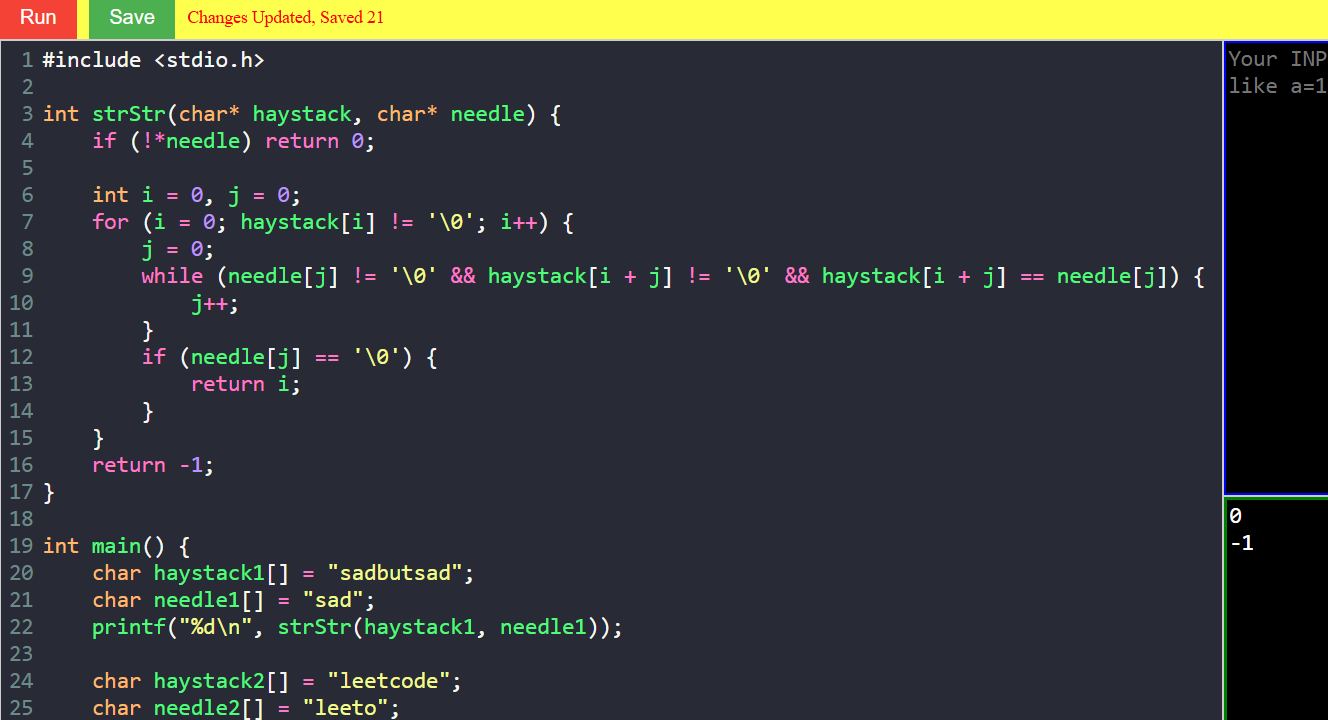 Run Save Changes Updated, Saved 21
1 #include <stdio.h>
2
3 int strStr(char* haystack, char* needle) {
4     if (!*needle) return 0;
5
6     int i = 0, j = 0;
7     for (i = 0; haystack[i] != '\0'; i++) {
8         j = 0;
9         while (needle[j] != '\0' && haystack[i + j] != '\0' && haystack[i + j] == needle[j]) {
10             j++;
11         }
12         if (needle[j] == '\0') {
13             return i;
14         }
15     }
16     return -1;
17 }
18
19 int main() {
20     char haystack1[] = "sadbutsad";
21     char needle1[] = "sad";
22     printf("%d\n", strStr(haystack1, needle1));
23
24     char haystack2[] = "leetcode";
25     char needle2[] = "leeto";
Your INP
like a=1
0
-1